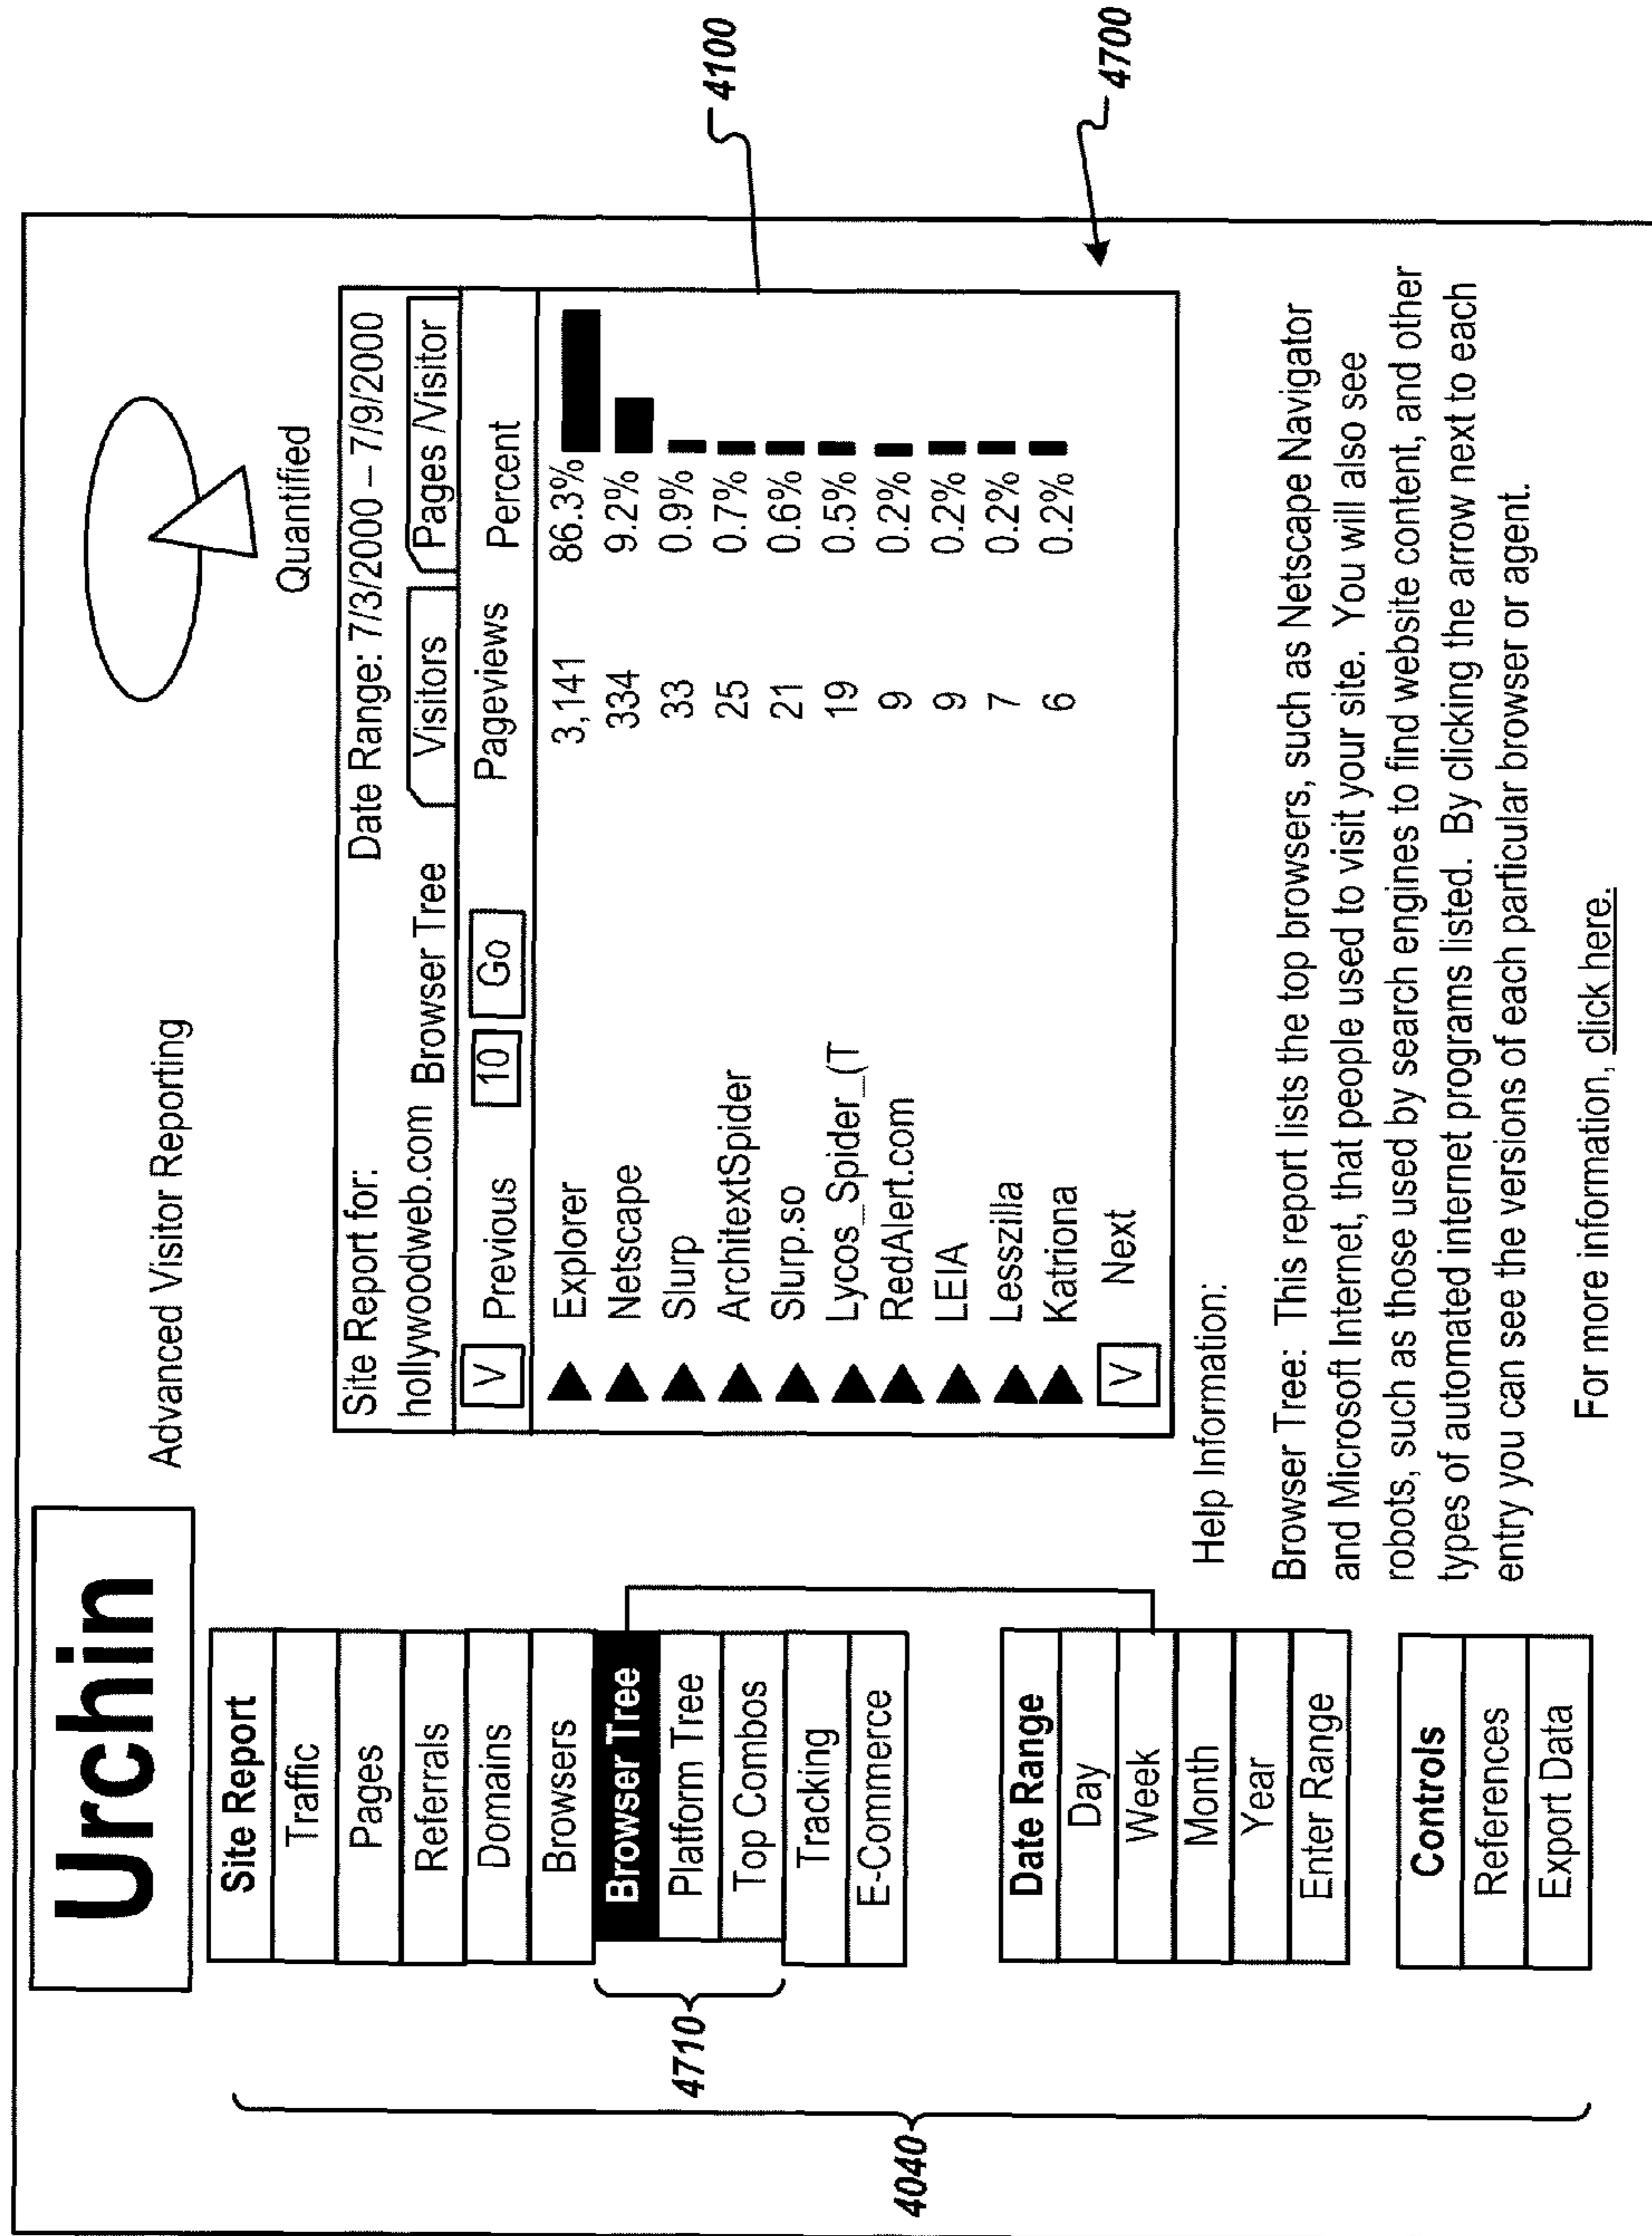 Urchin
Advanced Visitor Reporting
Quantified
Site Report
Traffic
Pages
Referrals
Domains
Browsers
Browser Tree
Platform Tree
Top Combos
Tracking
E-Commerce
Date Range
Day
Week
Month
Year
Enter Range
Controls
References
Export Data
4710
4040
Site Report for: Date Range: 7/3/2000 – 7/9/2000
hollywoodweb.com Browser Tree Visitors Pages /Visitor
V Previous 10 Go Pageviews Percent
Explorer 3,141 86.3%
Netscape 334 9.2%
Slurp 33 0.9%
ArchitextSpider 25 0.7%
Slurp.so 21 0.6%
Lycos_Spider_(T 19 0.5%
RedAlert.com 9 0.2%
LEIA 9 0.2%
Lesszilla 7 0.2%
Katriona 6 0.2%
V Next
4100
4700
Help Information:
Browser Tree: This report lists the top browsers, such as Netscape Navigator
and Microsoft Internet, that people used to visit your site. You will also see
robots, such as those used by search engines to find website content, and other
types of automated internet programs listed. By clicking the arrow next to each
entry you can see the versions of each particular browser or agent.
For more information, click here.